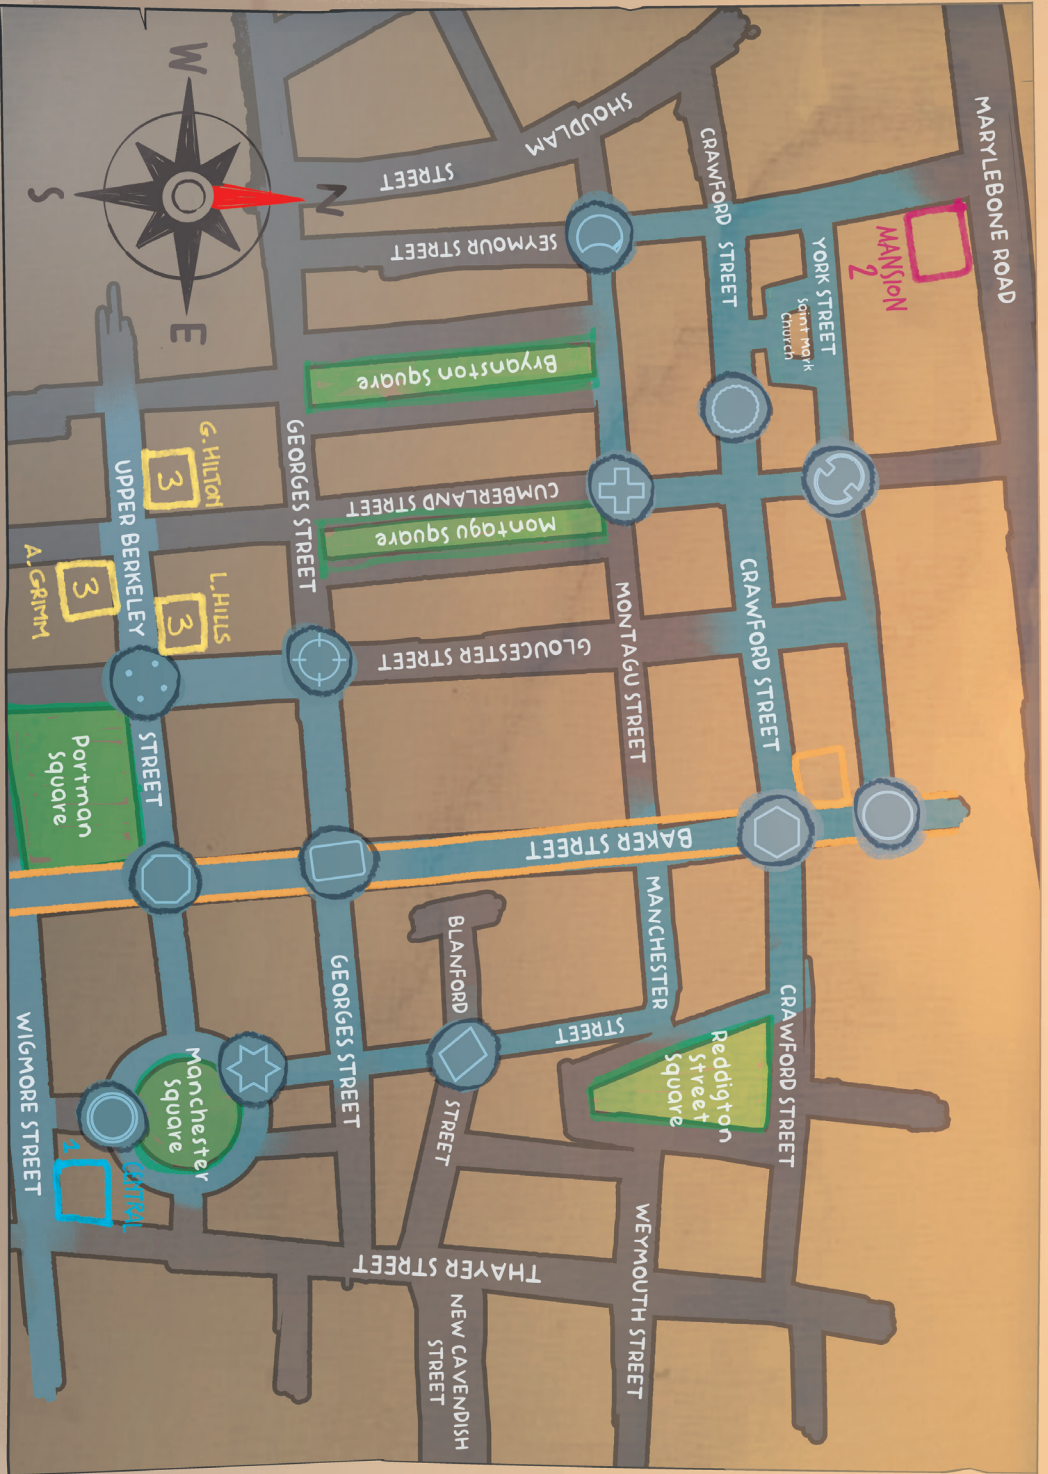 W
N
S
E
SHOUDLAM
STREET
CRAWFORD STREET
MARYLEBONE ROAD
SEYMOUR STREET
YORK STREET
MANSION
2
Saint Mark
Church
Bryanston Square
GEORGES STREET
CUMBERLAND STREET
Montagu Square
G.HILTON
3
UPPER BERKELEY
STREET
A.GRIMM
3
L.HILLS
3
GLOUCESTER STREET
MONTAGU STREET
CRAWFORD STREET
Portman
Square
BAKER STREET
MANCHESTER
STREET
BLANFORD
STREET
GEORGES STREET
CRAWFORD STREET
Reddigton
Street
Square
WIGMORE STREET
Manchester
Square
1
CENTRAL
THAYER STREET
WEYMOUTH STREET
NEW CAVENDISH
STREET